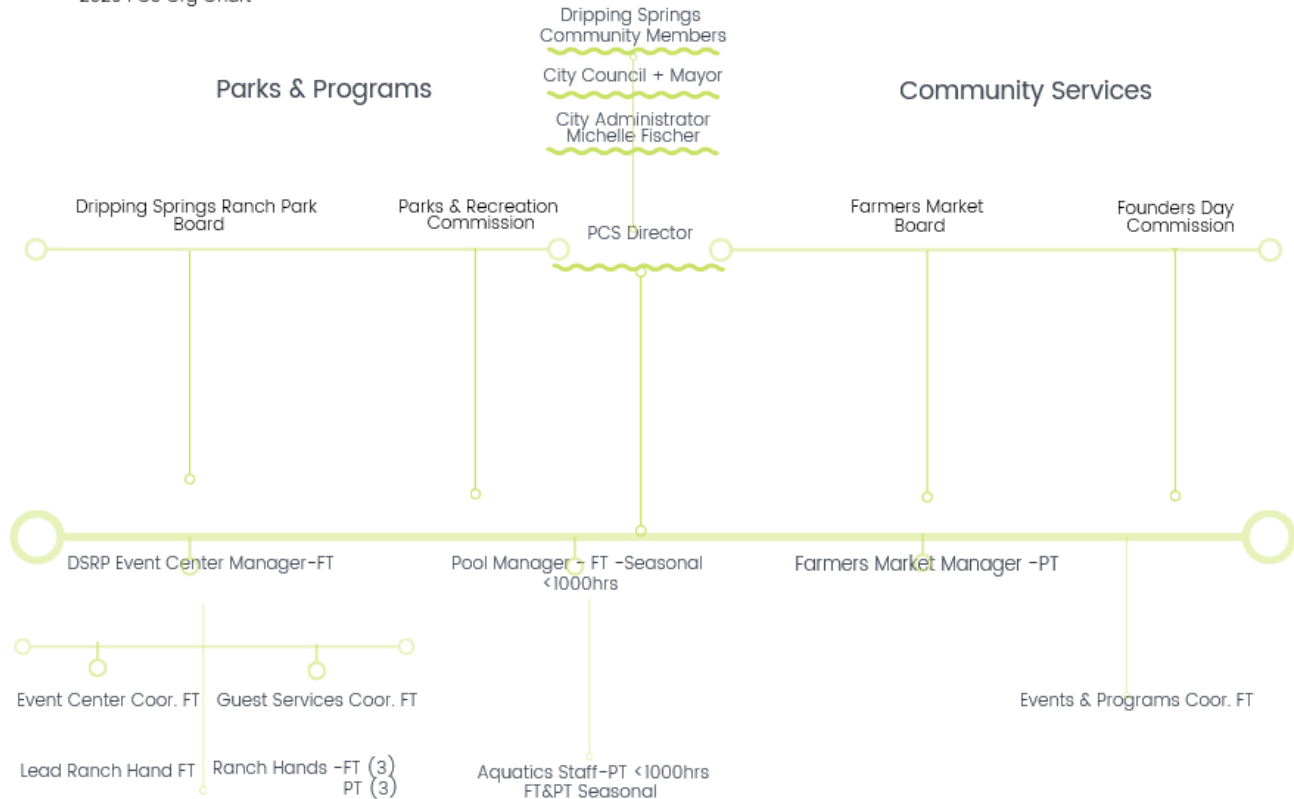 Dripping Springs
Community Members
City Council + Mayor
Parks & Programs
Community Services
City Administrator
Michelle Fischer
Dripping Springs Ranch Park
Board
Parks & Recreation
Commission
PCS Director
Farmers Market
Board
Founders Day
Commission
DSRP Event Center Manager-FT
Pool Manager - FT -Seasonal
<1000hrs
Farmers Market Manager -PT
Event Center Coor. FT
Guest Services Coor. FT
Events & Programs Coor. FT
Lead Ranch Hand FT
Ranch Hands -FT (3)
PT (3)
Aquatics Staff-PT <1000hrs
FT&PT Seasonal